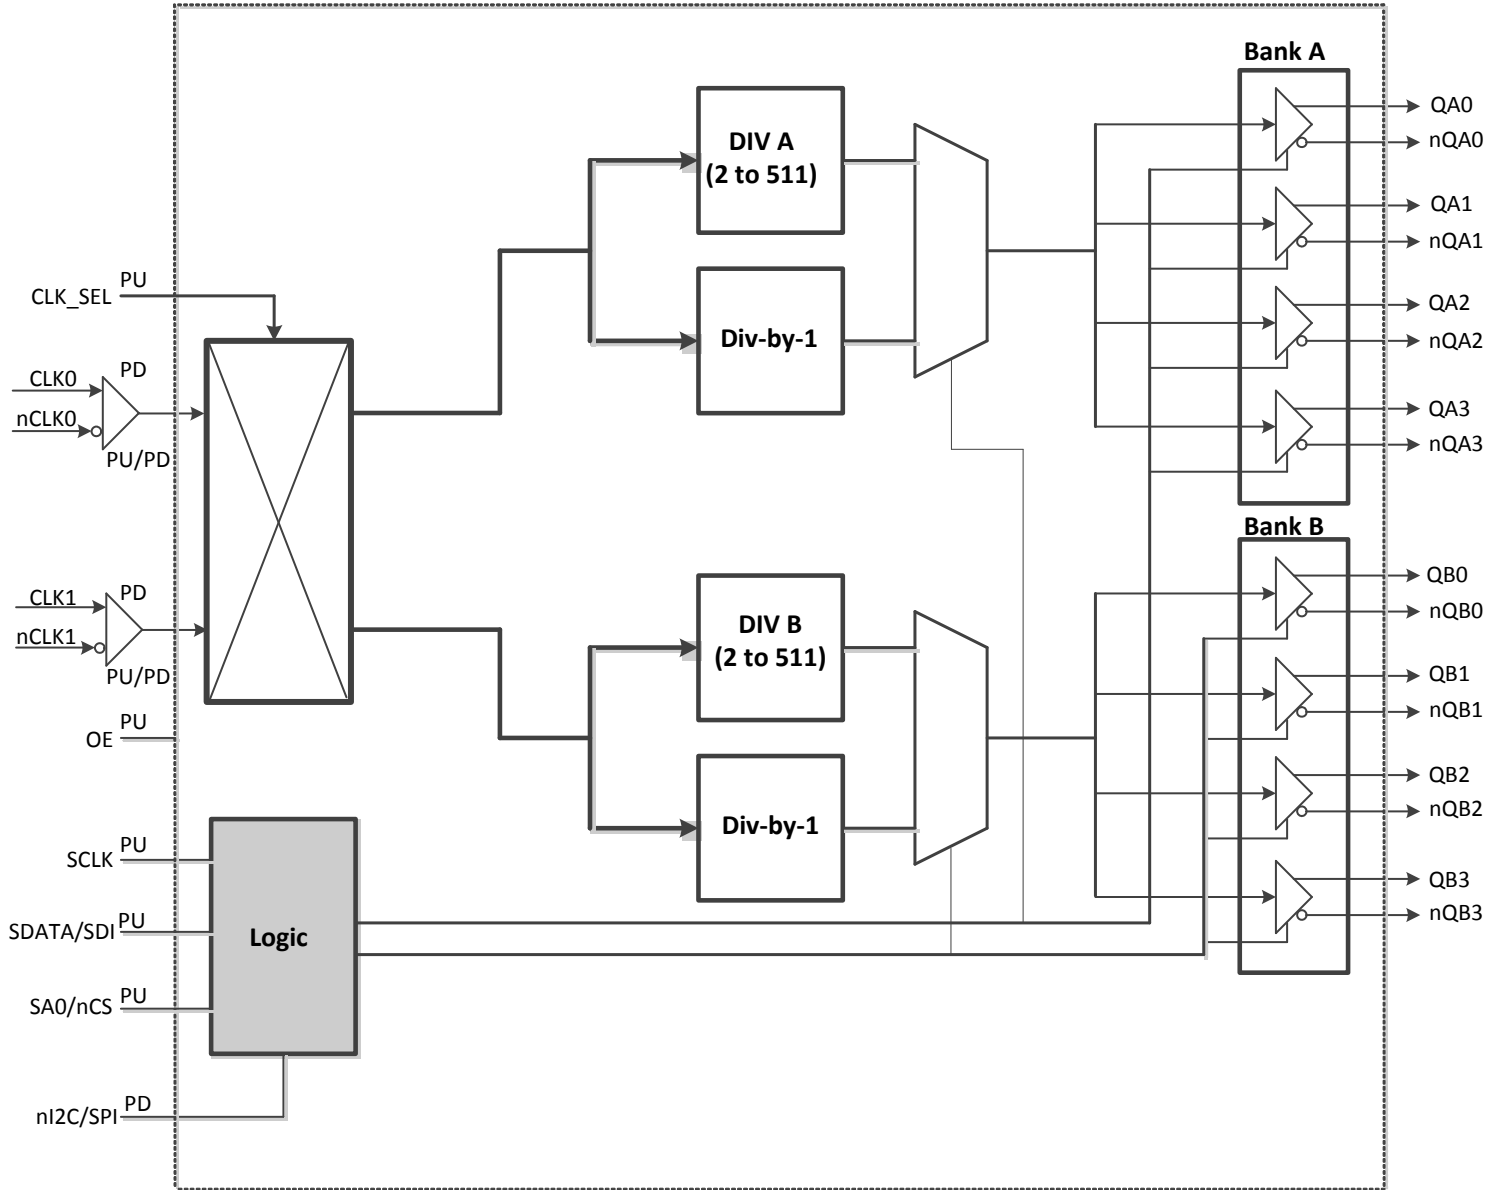 Bank A
QA0
DIV A
(2 to 511)
nQA0
QA1
nQA1
PU
CLK_SEL
QA2
Div-by-1
nQA2
CLK0
PD
nCLK0
PU/PD
QA3
nQA3
Bank B
QB0
CLK1
PD
nCLK1
PU/PD
DIV B
(2 to 511)
nQB0
QB1
nQB1
OE
PU
QB2
Div-by-1
nQB2
SCLK
PU
QB3
nQB3
SDATA/SDI
PU
Logic
SA0/nCS
PU
nI2C/SPI
PD